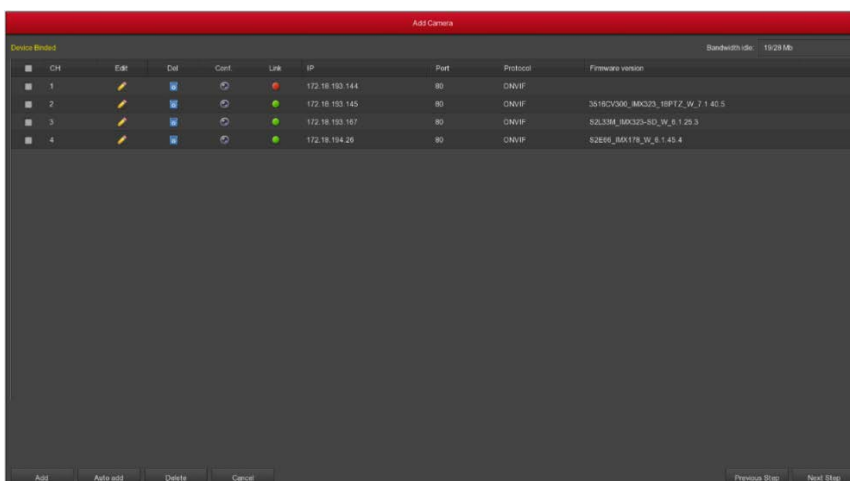 Add Camera
Device Binded Bandwidth idle: 19/28 Mb
CH Edit Del Conf. Link IP Port Protocol Firmware version
1 172.18.193.144 80 ONVIF
2 172.18.193.145 80 ONVIF 3516CV300_IMX323_18PTZ_W_7.1.40.5
3 172.18.193.167 80 ONVIF S2L33M_IMX323-SD_W_6.1.25.3
4 172.18.194.26 80 ONVIF S2E66_IMX178_W_6.1.45.4
Add Auto add Delete Cancel Previous Step Next Step